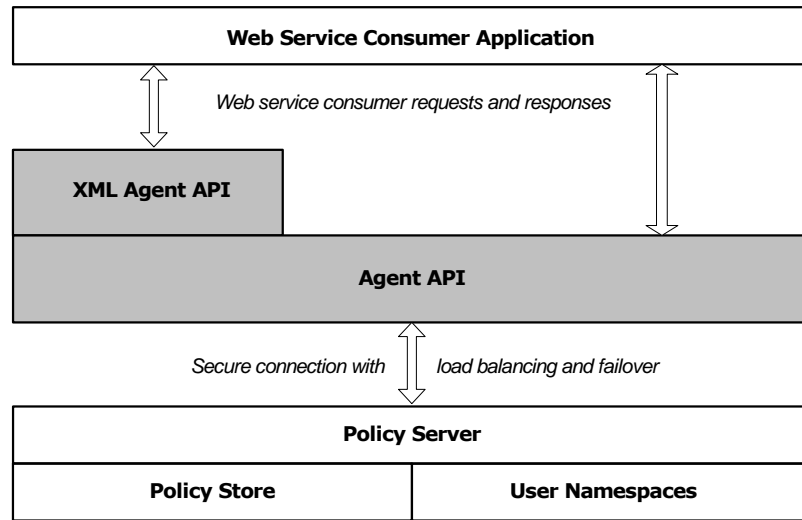 Web Service Consumer Application
Web service consumer requests and responses
XML Agent API
Agent API
Secure connection with load balancing and failover
Policy Server
Policy Store
User Namespaces